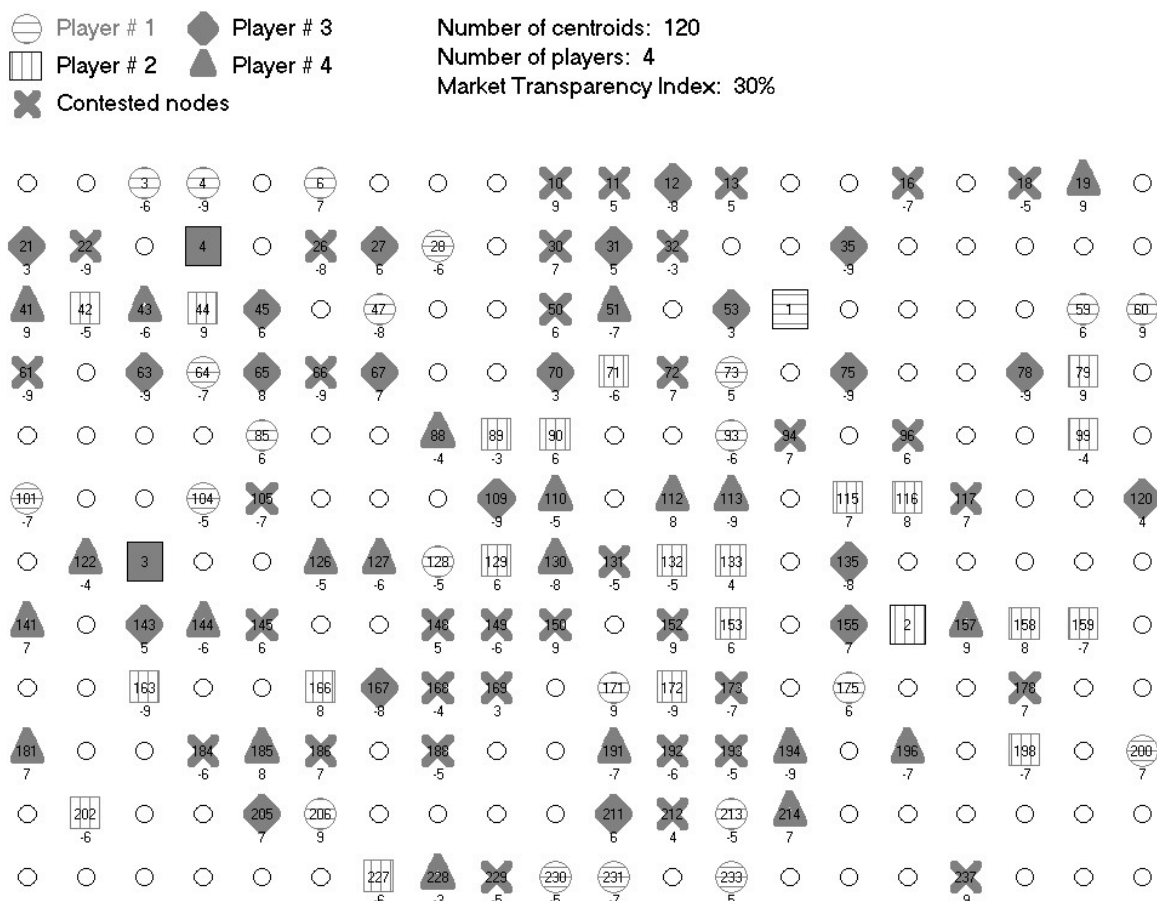 Player # 1 Player # 3 Number of centroids: 120
Player # 2 Player # 4 Number of players: 4
Contested nodes Market Transparency Index: 30%
3 4 6 10 11 12 13 16 18 19
-6 -9 7 9 5 -8 5 -7 -5 9
21 22 4 26 27 28 30 31 32 35
3 -9 -8 6 -6 7 5 -3 -9
41 42 43 44 45 47 50 51 53 1 59 60
9 -5 -6 9 6 -8 6 -7 3 6 9
61 63 64 65 66 67 70 71 72 73 75 78 79
-9 -9 -7 8 -9 7 3 -6 7 5 -9 -9 9
85 88 89 90 93 94 96 99
6 -4 -3 6 -6 7 6 -4
101 104 105 109 110 112 113 115 116 117 120
-7 -5 -7 -9 -5 8 -9 7 8 7 4
122 3 126 127 128 129 130 131 132 133 135
-4 -5 -6 -5 6 -8 -5 -5 4 -8
141 143 144 145 148 149 150 152 153 155 2 157 158 159
7 5 -6 6 5 -6 9 9 6 7 9 8 -7
163 166 167 168 169 171 172 173 175 178
-9 8 -8 -4 3 9 -9 -7 6 7
181 184 185 186 188 191 192 193 194 196 198 200
7 -6 8 7 -5 -7 -6 -5 -9 -7 -7 7
202 205 206 211 212 213 214
-6 7 9 6 4 -5 7
227 228 229 230 231 233 237
-6 -3 -5 -5 -7 5 9